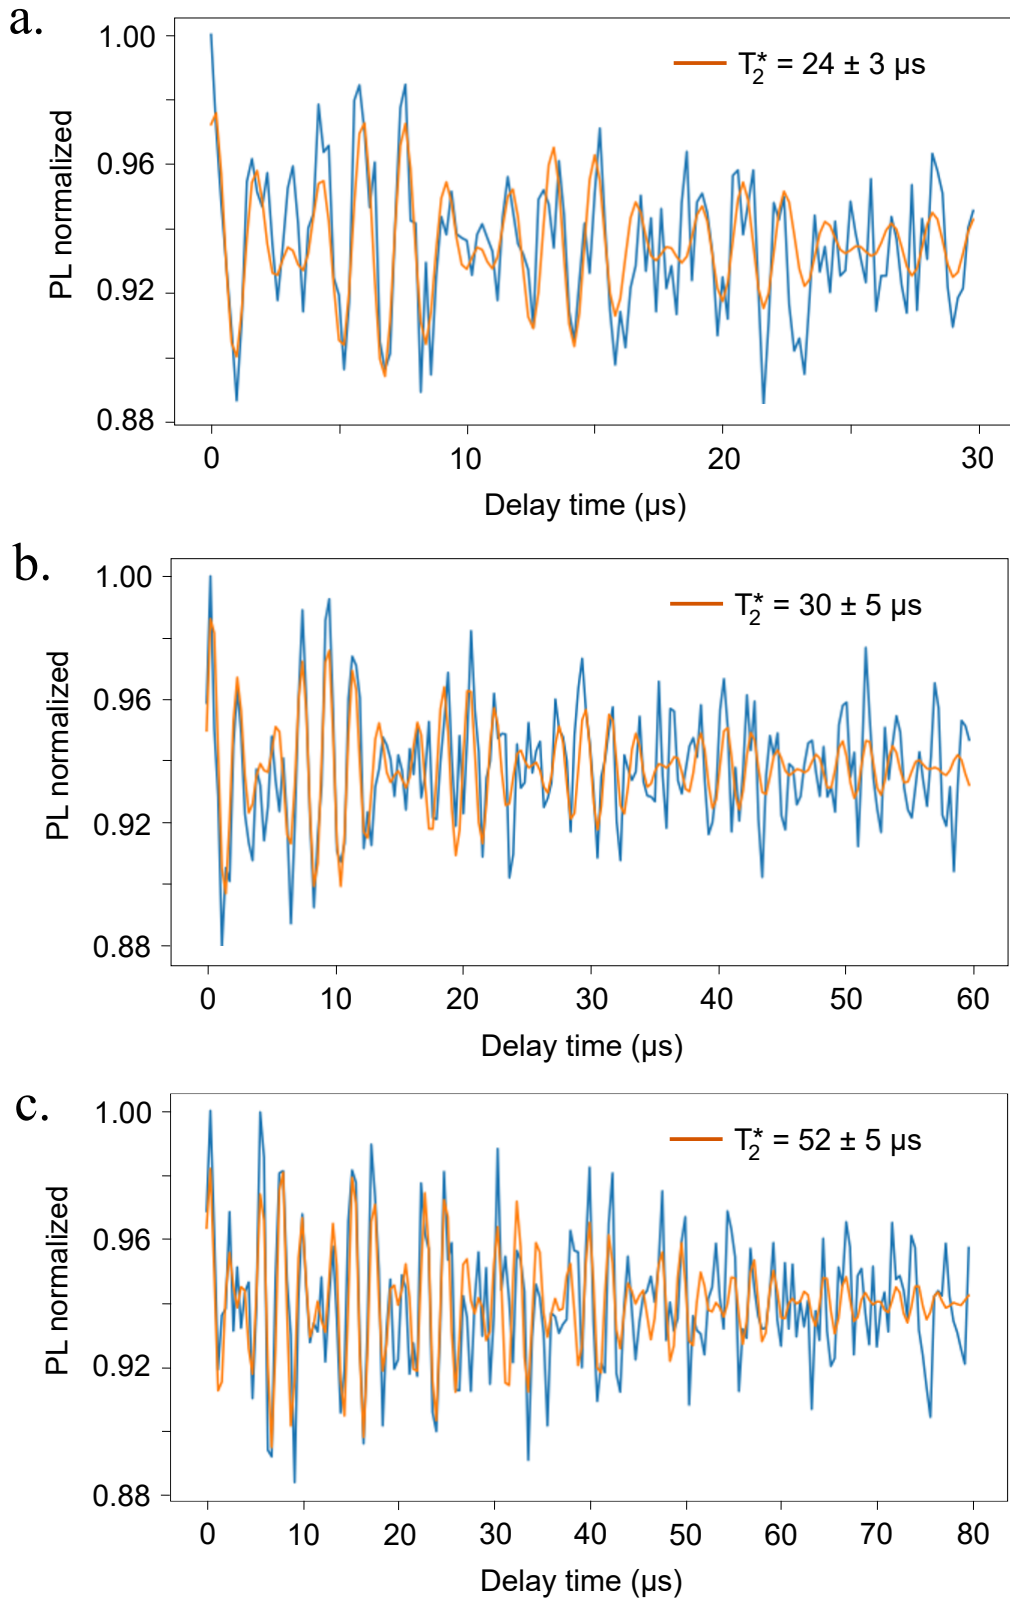 a.
1.00
T₂* = 24 ± 3 µs
0.96
PL normalized
0.92
0.88
0 10 20 30
Delay time (µs)
b.
1.00
T₂* = 30 ± 5 µs
0.96
PL normalized
0.92
0.88
0 10 20 30 40 50 60
Delay time (µs)
c.
1.00
T₂* = 52 ± 5 µs
0.96
PL normalized
0.92
0.88
0 10 20 30 40 50 60 70 80
Delay time (µs)